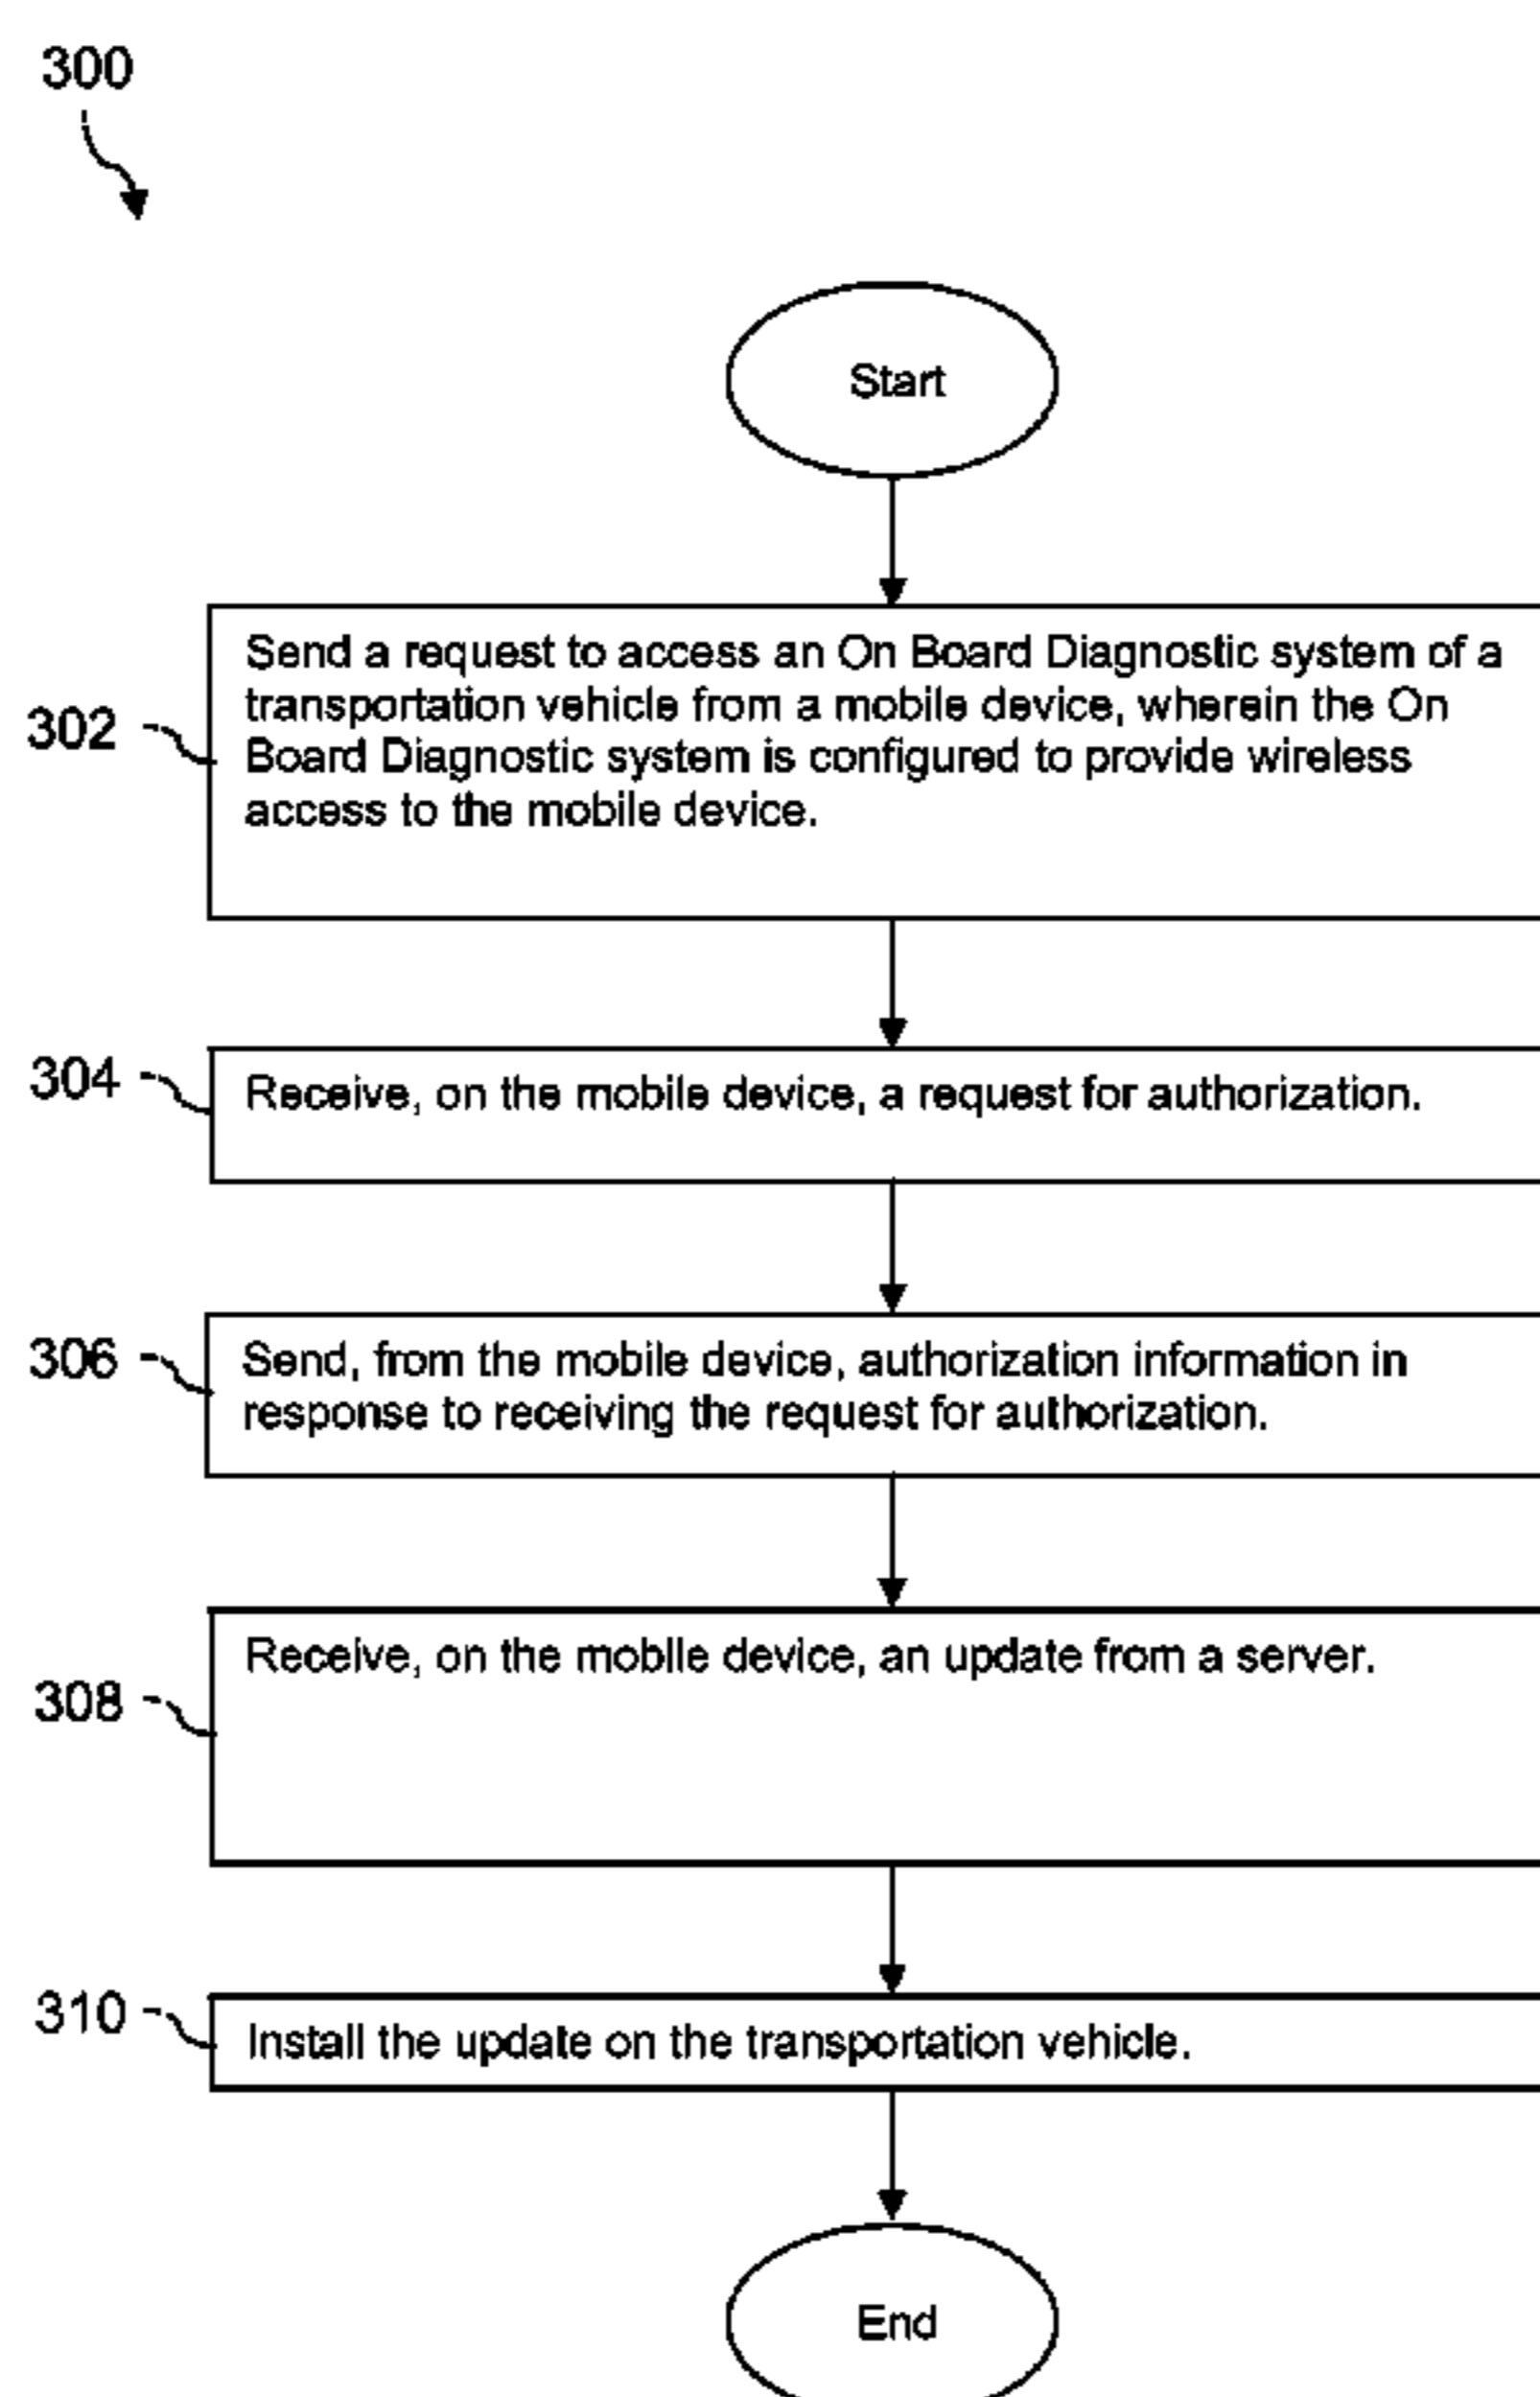 300
Start
302
Send a request to access an On Board Diagnostic system of a
transportation vehicle from a mobile device, wherein the On
Board Diagnostic system is configured to provide wireless
access to the mobile device.
304
Receive, on the mobile device, a request for authorization.
306
Send, from the mobile device, authorization information in
response to receiving the request for authorization.
308
Receive, on the mobile device, an update from a server.
310
Install the update on the transportation vehicle.
End